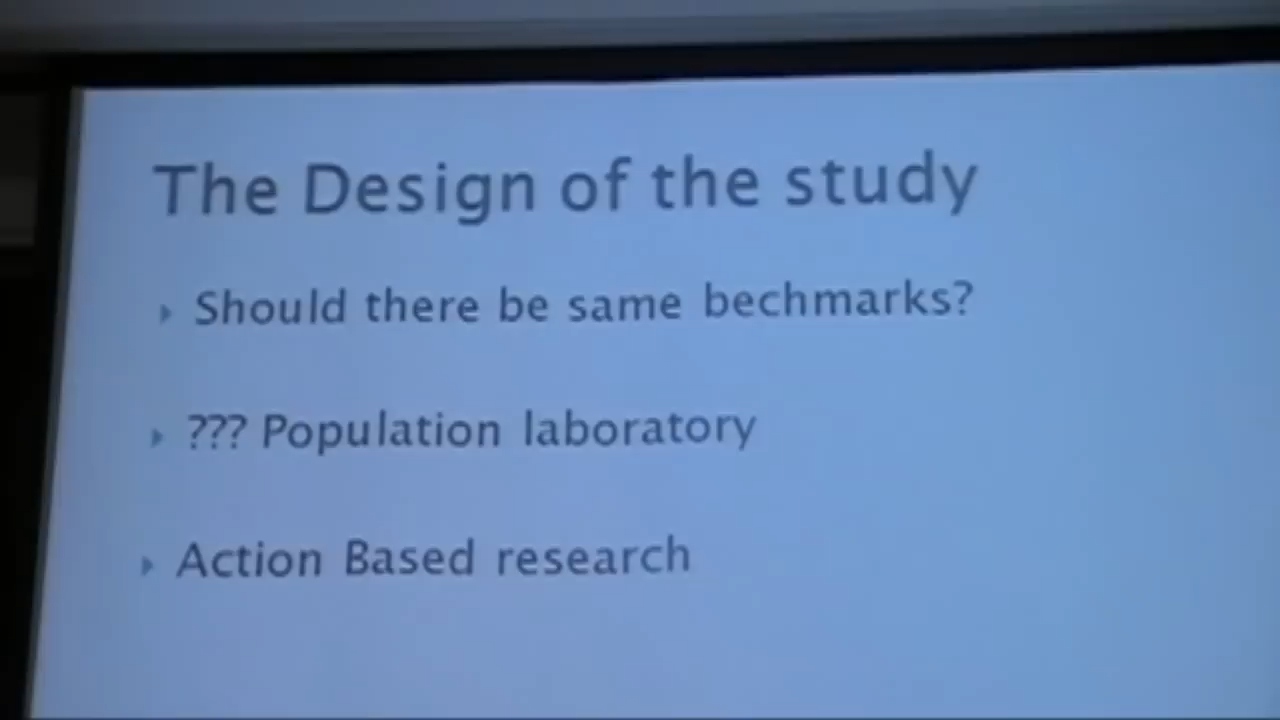 The Design of the study
Should there be same bechmarks?
??? Population laboratory
Action Based research